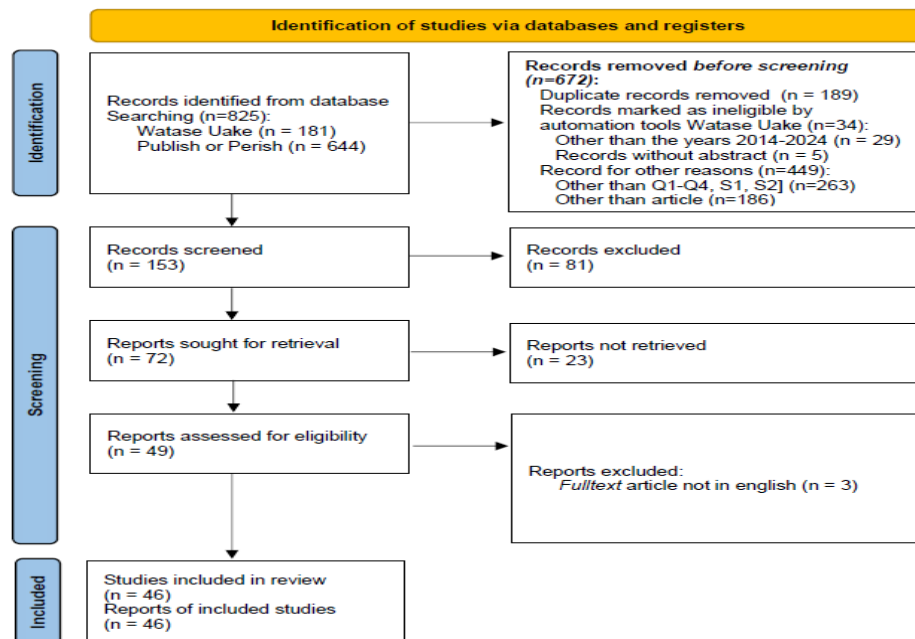 Identification of studies via databases and registers
Identification
Records identified from database
Searching (n=825):
Watase Uake (n = 181)
Publish or Perish (n = 644)
Records removed before screening
(n=672):
Duplicate records removed (n = 189)
Records marked as ineligible by
automation tools Watase Uake (n=34):
Other than the years 2014-2024 (n = 29)
Records without abstract (n = 5)
Record for other reasons (n=449):
Other than Q1-Q4, S1, S2] (n=263)
Other than article (n=186)
Screening
Records screened
(n = 153)
Records excluded
(n = 81)
Reports sought for retrieval
(n = 72)
Reports not retrieved
(n = 23)
Reports assessed for eligibility
(n = 49)
Reports excluded:
Fulltext article not in english (n = 3)
Included
Studies included in review
(n = 46)
Reports of included studies
(n = 46)